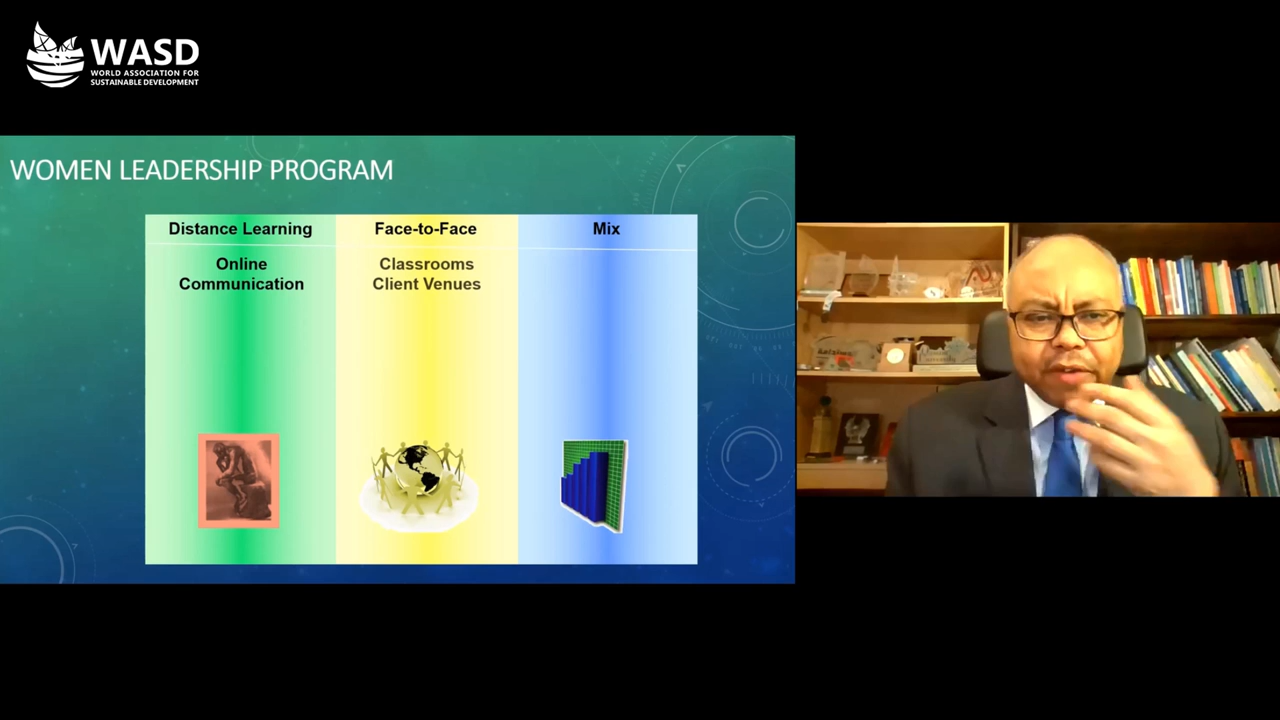 WASD
WORLD ASSOCIATION FOR
SUSTAINABLE DEVELOPMENT
WOMEN LEADERSHIP PROGRAM
Distance Learning
Face-to-Face
Mix
Online
Communication
Classrooms
Client Venues